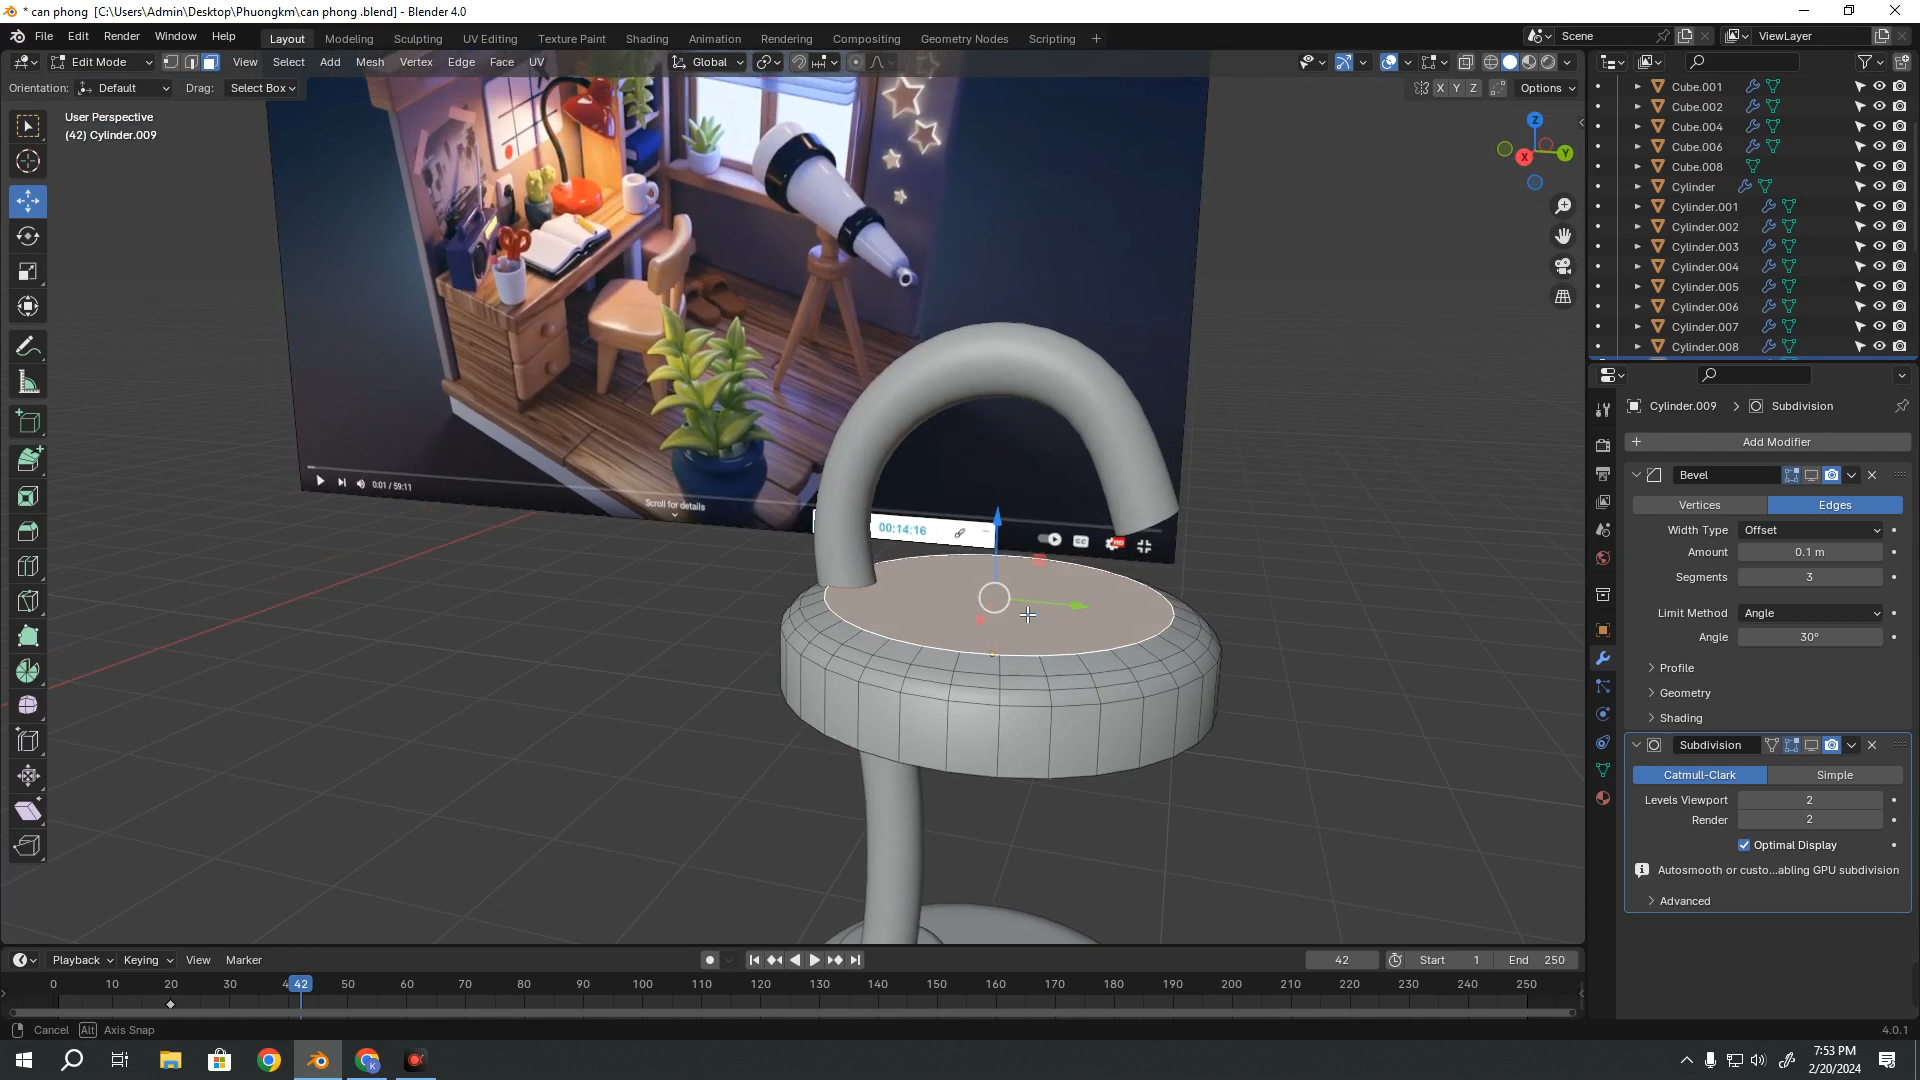 * can phong  [C:\Users\Admin\Desktop\Phuongkm\can phong .blend] - Blender 4.0
File Edit Render Window Help
Layout Modeling Sculpting UV Editing Texture Paint Shading Animation Rendering Compositing Geometry Nodes Scripting +
Scene
ViewLayer
Edit Mode View Select Add Mesh Vertex Edge Face UV
Global
Orientation: Default Drag: Select Box
X Y Z Options
User Perspective
(42) Cylinder.009
Z
Y
X
0:01 / 59:11
Scroll for details
00:14:16
CC
HD
Cube.001
Cube.002
Cube.004
Cube.006
Cube.008
Cylinder
Cylinder.001
Cylinder.002
Cylinder.003
Cylinder.004
Cylinder.005
Cylinder.006
Cylinder.007
Cylinder.008
Cylinder.009 > Subdivision
+ Add Modifier
Bevel
Vertices Edges
Width Type Offset
Amount 0.1 m
Segments 3
Limit Method Angle
Angle 30°
Profile
Geometry
Shading
Subdivision
Catmull-Clark Simple
Levels Viewport 2
Render 2
Optimal Display
Autosmooth or custo...abling GPU subdivision
Advanced
Playback Keying View Marker
42 Start 1 End 250
0 10 20 30 4 42 50 60 70 80 90 100 110 120 130 140 150 160 170 180 190 200 210 220 230 240 250
Cancel Alt Axis Snap
4.0.1
K
7:53 PM
2/20/2024